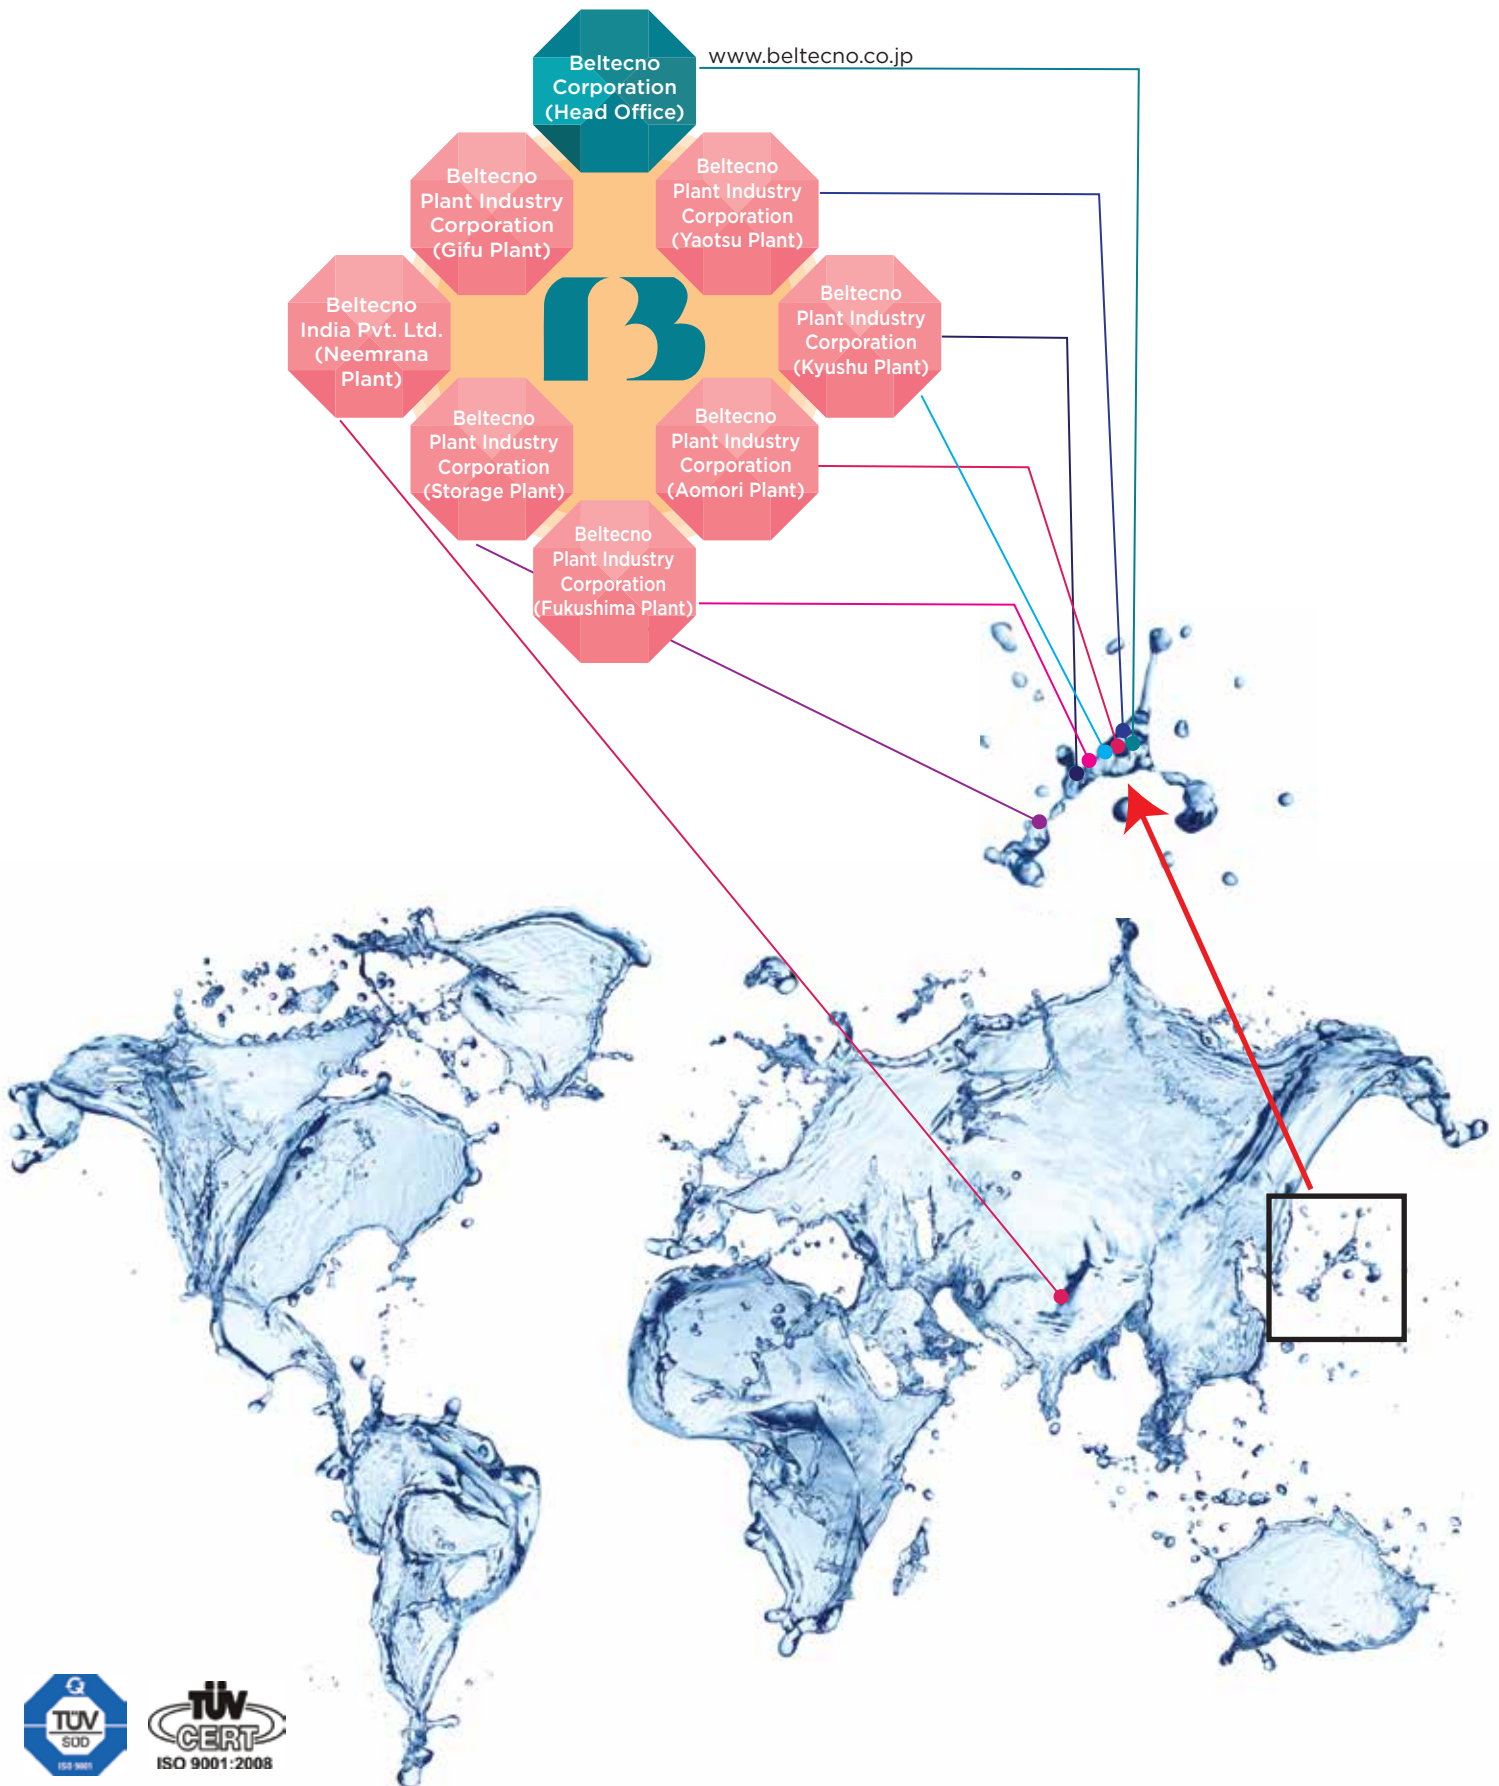 Beltecno
Corporation
(Head Office)
www.beltecno.co.jp
Beltecno
Plant Industry
Corporation
(Gifu Plant)
Beltecno
Plant Industry
Corporation
(Yaotsu Plant)
Beltecno
India Pvt. Ltd.
(Neemrana
Plant)
Beltecno
Plant Industry
Corporation
(Kyushu Plant)
Beltecno
Plant Industry
Corporation
(Storage Plant)
Beltecno
Plant Industry
Corporation
(Aomori Plant)
Beltecno
Plant Industry
Corporation
(Fukushima Plant)
TÜV
SÜD
ISO 9001
TÜV
CERT
ISO 9001:2008